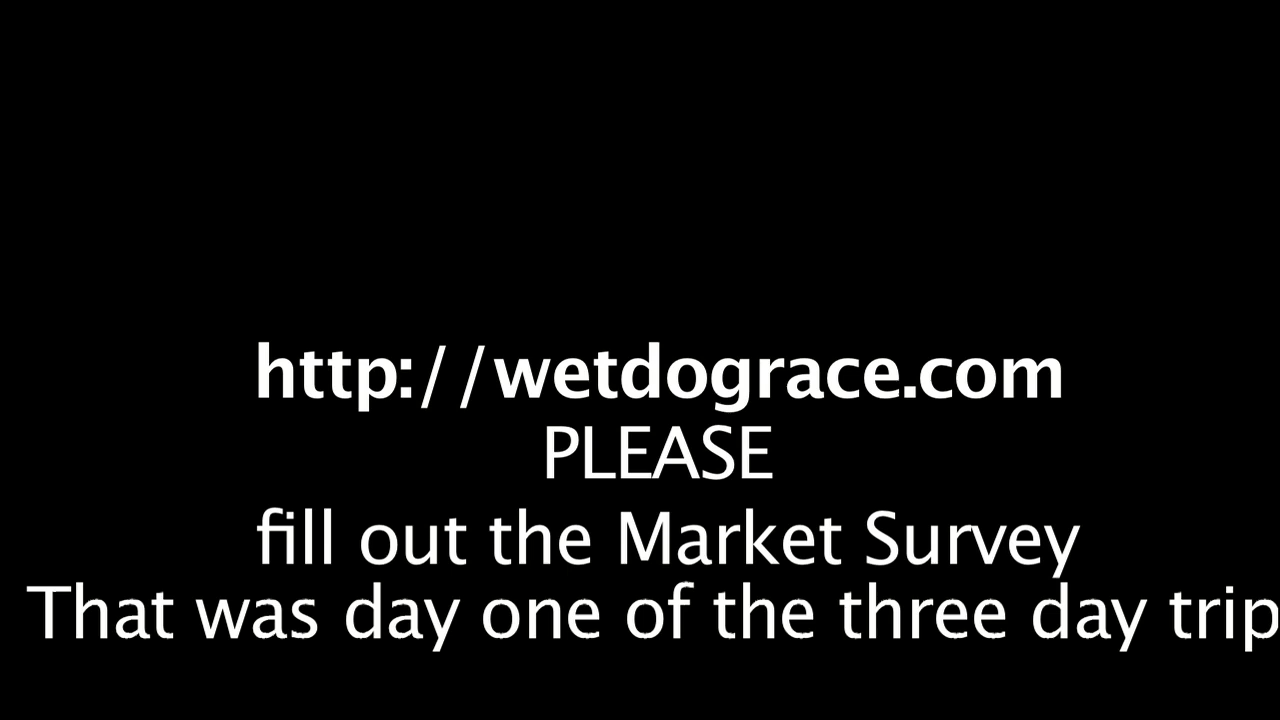 http://wetdograce.com
PLEASE
fill out the Market Survey
That was day one of the three day trip